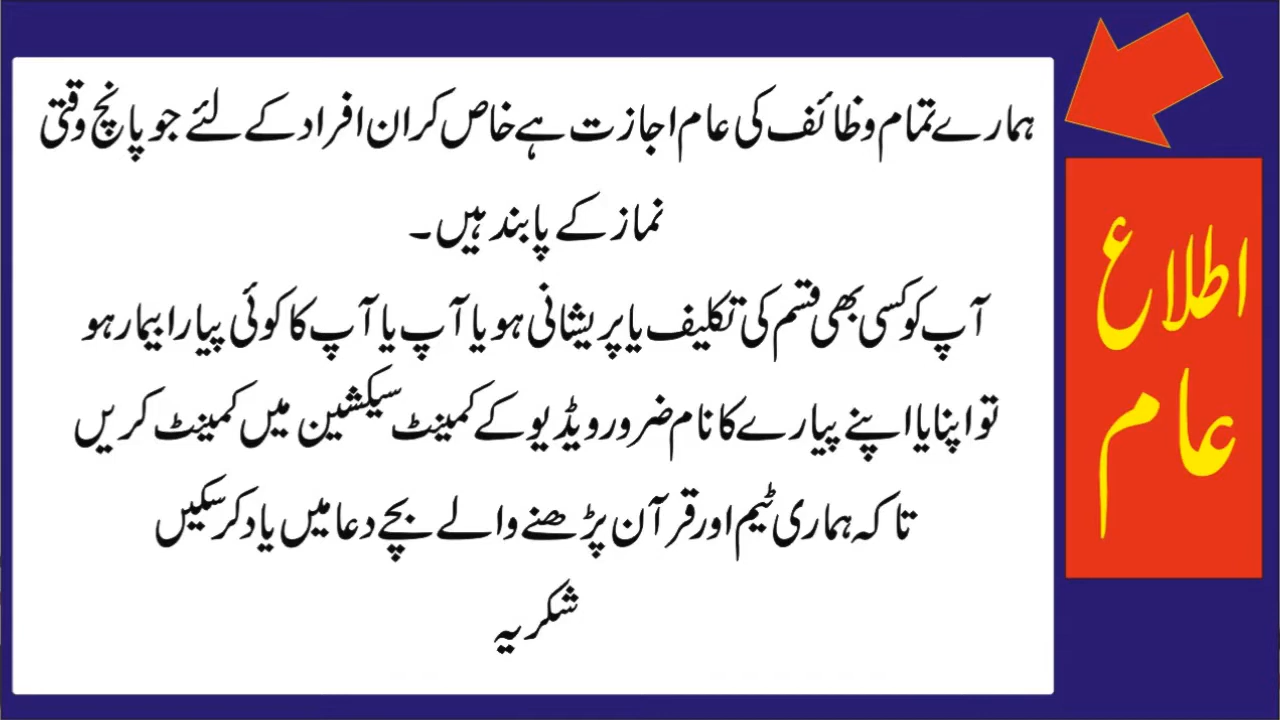 ہمارے تمام وظائف کی عام اجازت ہے خاص کر ان افراد کے لئے جو پانچ وقتی
نماز کے پابند ہیں۔
آپ کو کسی بھی قسم کی تکلیف یا پریشانی ہو یا آپ یا آپ کا کوئی پیارا بیمار ہو
تو اپنا یا اپنے پیارے کا نام ضرور ویڈیو کے کمینٹ سیکشین میں کمینٹ کریں
تا کہ ہماری ٹیم اور قرآن پڑھنے والے بچے دعا میں یاد کر سکیں
شکریہ
اطلاع
عام